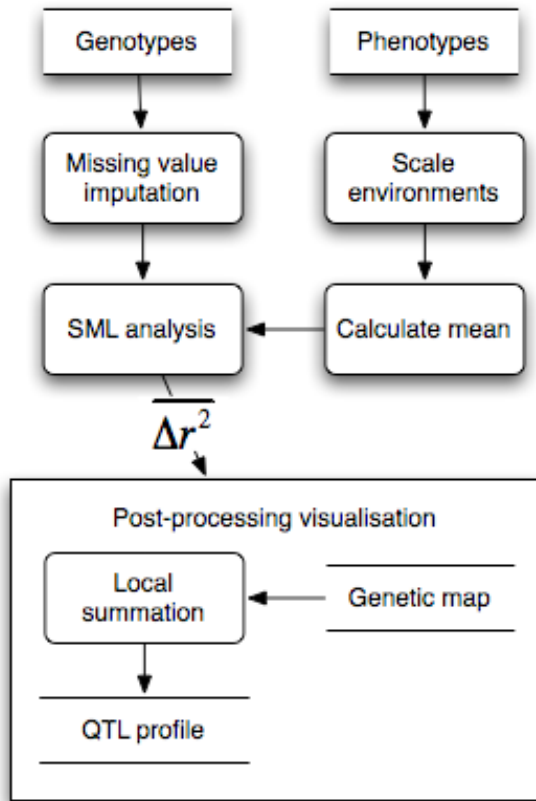 Genotypes
Phenotypes
Missing value
imputation
Scale
environments
SML analysis
Calculate mean
Δr²
Post-processing visualisation
Local
summation
Genetic map
QTL profile